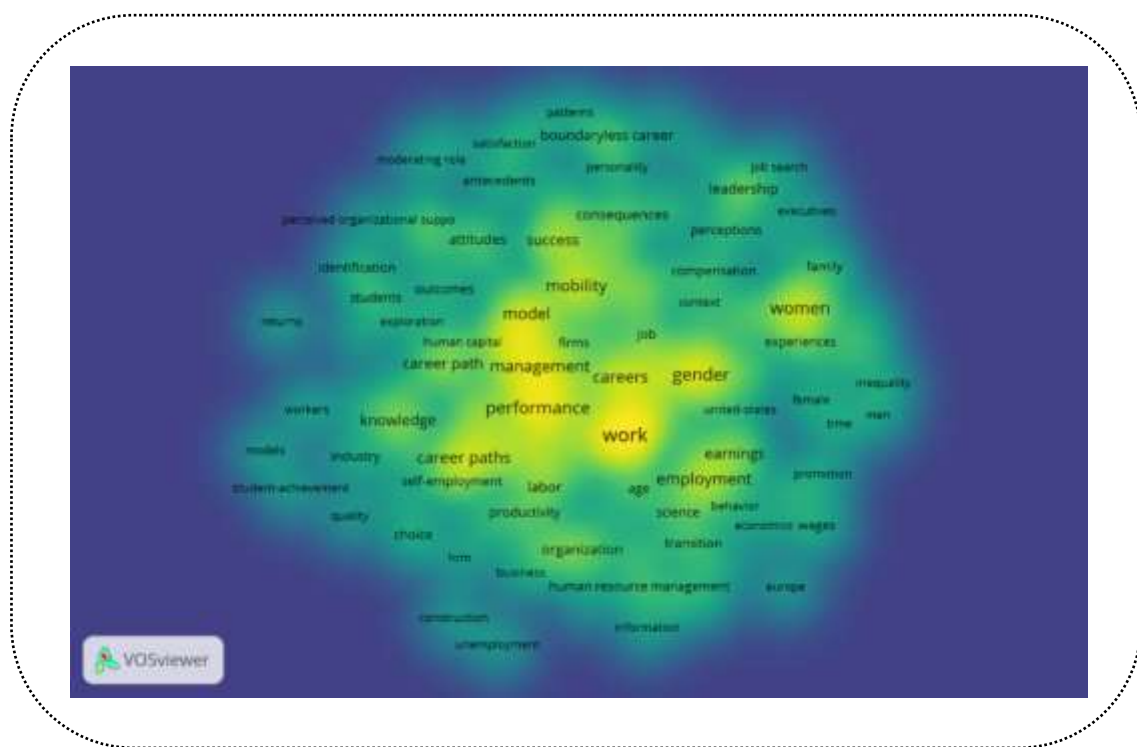 patterns
boundaryless career
satisfaction
moderating role
personality
job search
antecedents
leadership
executives
consequences
perceived organizational suppo
perceptions
attitudes
success
identification
compensation
family
mobility
outcomes
students
context
women
model
returns
exploration
job
human capital
firms
experiences
career path
management
careers
gender
inequality
female
workers
performance
united-states
man
knowledge
time
work
models
industry
career paths
earnings
self-employment
employment
promotion
student-achievement
labor
age
quality
productivity
science
behavior
economics
wages
choice
organization
transition
firm
business
human resource management
europe
construction
information
unemployment
VOSviewer